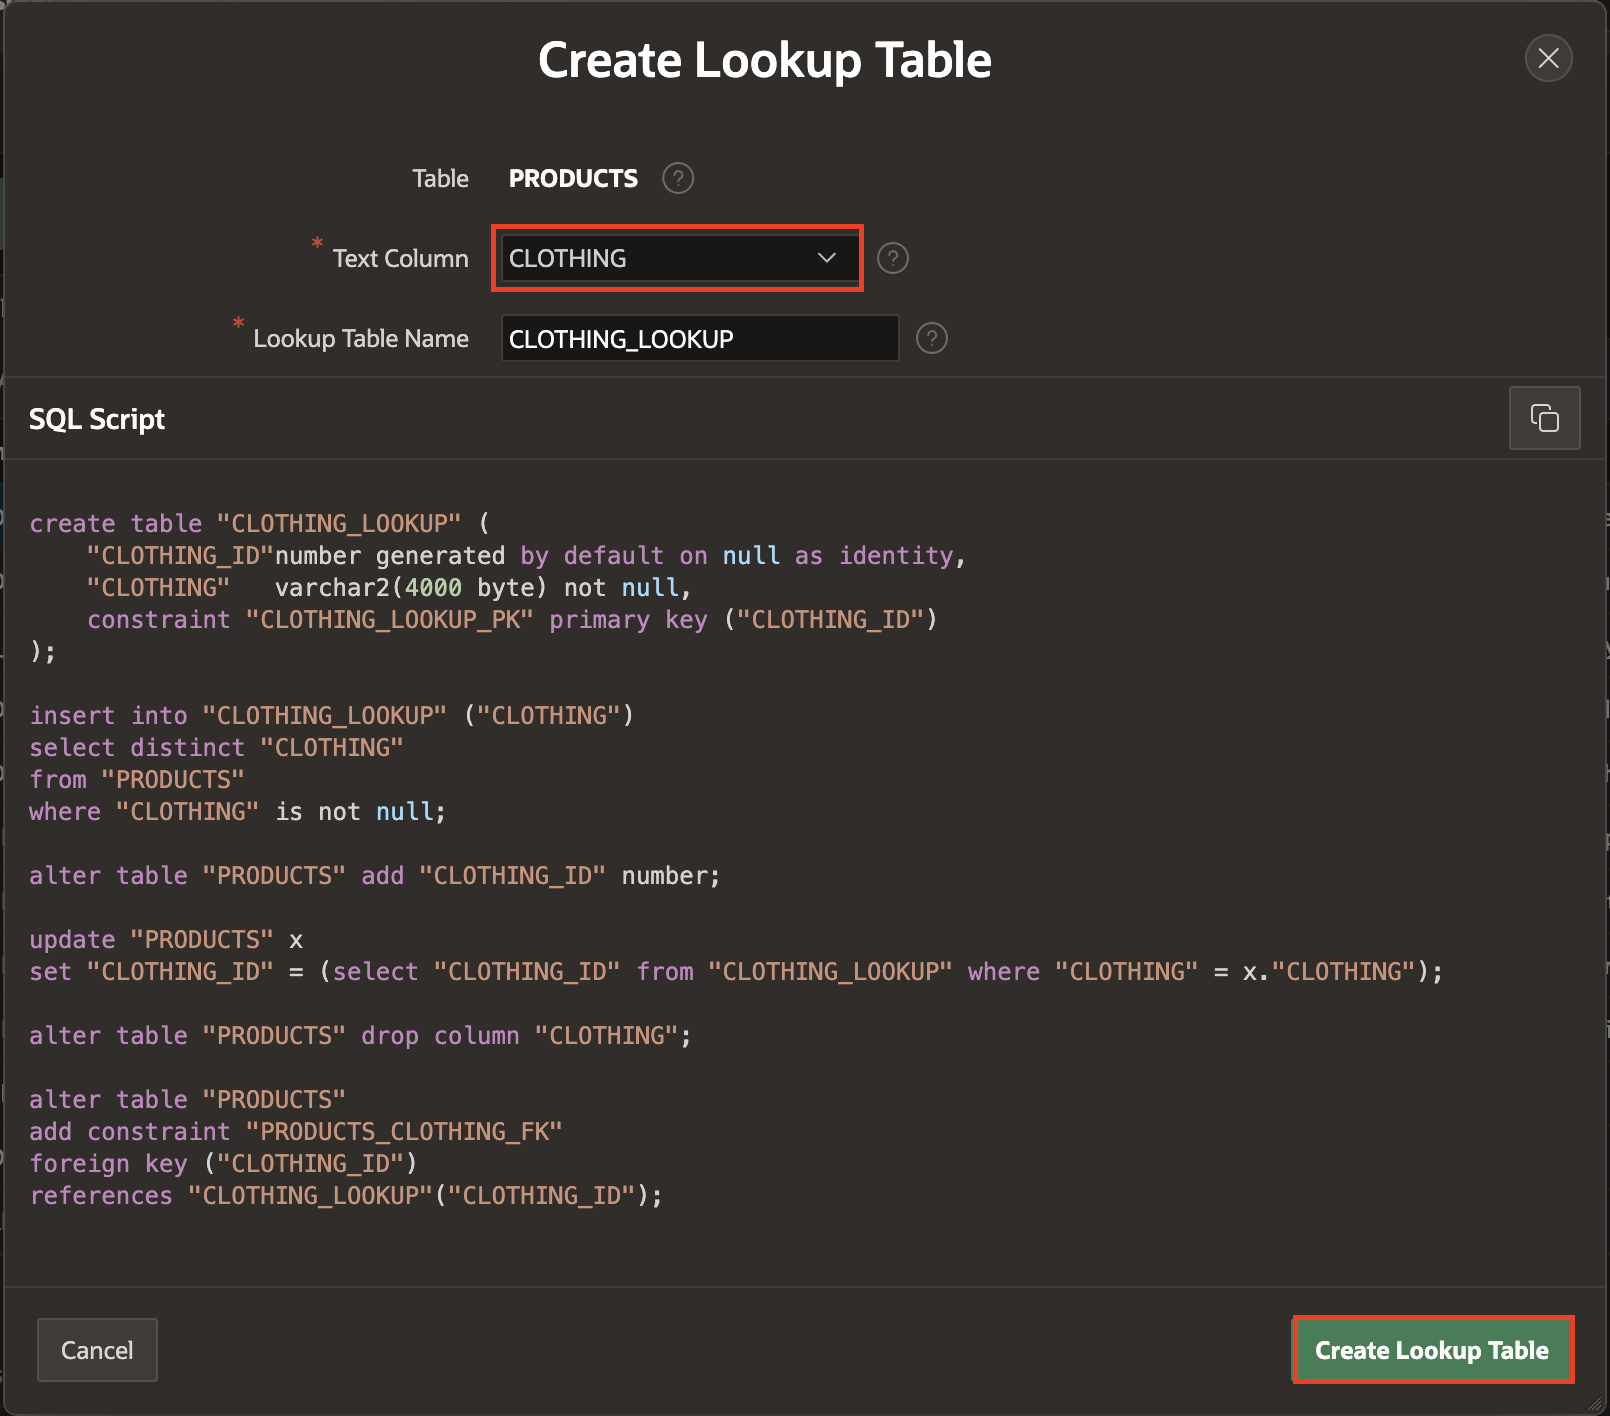 Create Lookup Table
Table PRODUCTS ?
* Text Column CLOTHING ?
* Lookup Table Name CLOTHING_LOOKUP ?
SQL Script
create table "CLOTHING_LOOKUP" (
    "CLOTHING_ID"number generated by default on null as identity,
    "CLOTHING"   varchar2(4000 byte) not null,
    constraint "CLOTHING_LOOKUP_PK" primary key ("CLOTHING_ID")
);
insert into "CLOTHING_LOOKUP" ("CLOTHING")
select distinct "CLOTHING"
from "PRODUCTS"
where "CLOTHING" is not null;
alter table "PRODUCTS" add "CLOTHING_ID" number;
update "PRODUCTS" x
set "CLOTHING_ID" = (select "CLOTHING_ID" from "CLOTHING_LOOKUP" where "CLOTHING" = x."CLOTHING");
alter table "PRODUCTS" drop column "CLOTHING";
alter table "PRODUCTS"
add constraint "PRODUCTS_CLOTHING_FK"
foreign key ("CLOTHING_ID")
references "CLOTHING_LOOKUP"("CLOTHING_ID");
Cancel
Create Lookup Table